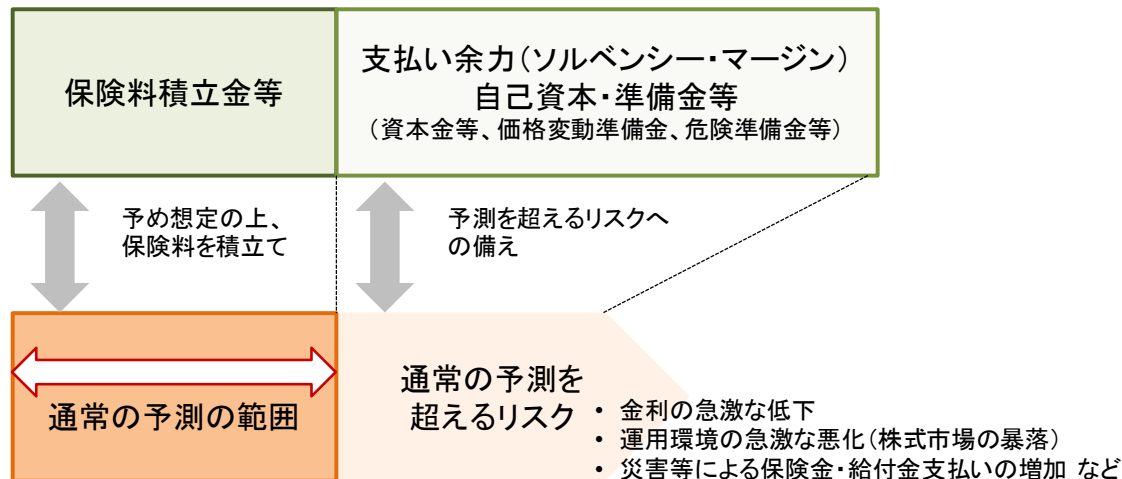 保険料積立金等
支払い余力(ソルベンシー・マージン)
自己資本・準備金等
(資本金等、価格変動準備金、危険準備金等)
予め想定の上、
保険料を積立て
予測を超えるリスクへ
の備え
通常の予測の範囲
通常の予測を
超えるリスク
• 金利の急激な低下
• 運用環境の急激な悪化(株式市場の暴落)
• 災害等による保険金・給付金支払いの増加 など